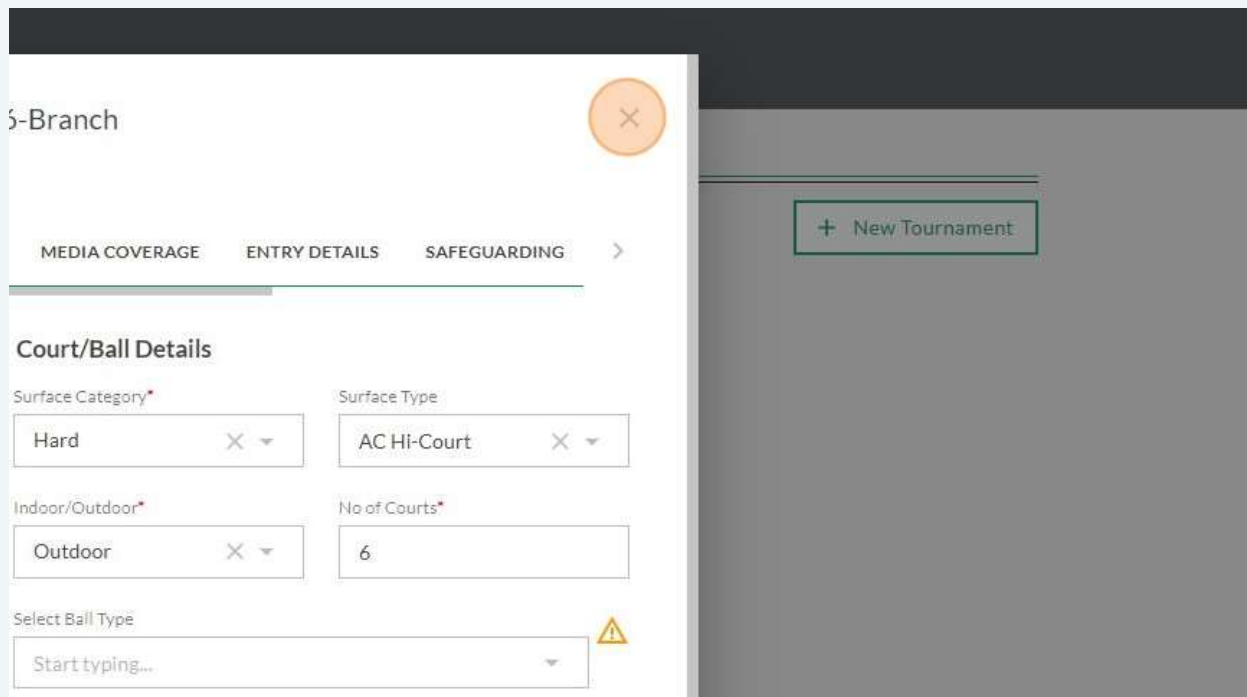 6-Branch
+ New Tournament
MEDIA COVERAGE ENTRY DETAILS SAFEGUARDING
Court/Ball Details
Surface Category* Surface Type
Hard AC Hi-Court
Indoor/Outdoor* No of Courts*
Outdoor 6
Select Ball Type
Start typing...